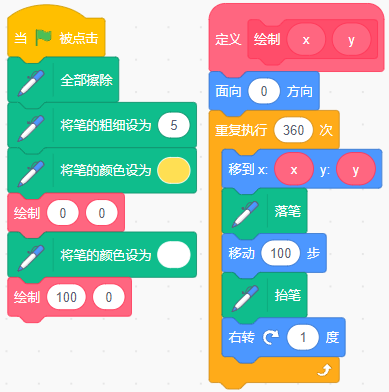 当 被点击
全部擦除
将笔的粗细设为 5
将笔的颜色设为
绘制 0 0
将笔的颜色设为
绘制 100 0
定义 绘制 x y
面向 0 方向
重复执行 360 次
移到 x: x y: y
落笔
移动 100 步
抬笔
右转 1 度